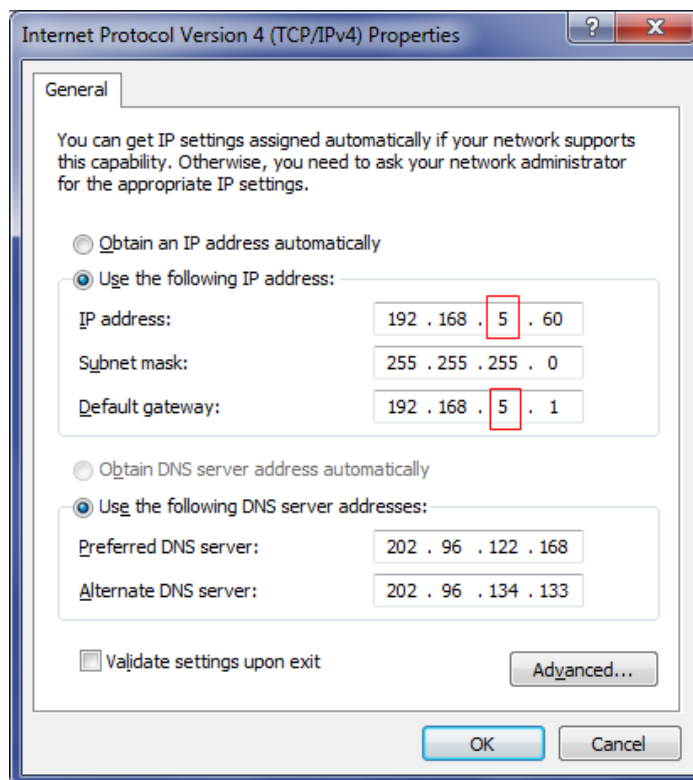 Internet Protocol Version 4 (TCP/IPv4) Properties
?
General
You can get IP settings assigned automatically if your network supports
this capability. Otherwise, you need to ask your network administrator
for the appropriate IP settings.
Obtain an IP address automatically
Use the following IP address:
IP address: 192 . 168 . 5 . 60
Subnet mask: 255 . 255 . 255 . 0
Default gateway: 192 . 168 . 5 . 1
Obtain DNS server address automatically
Use the following DNS server addresses:
Preferred DNS server: 202 . 96 . 122 . 168
Alternate DNS server: 202 . 96 . 134 . 133
Validate settings upon exit
Advanced...
OK Cancel